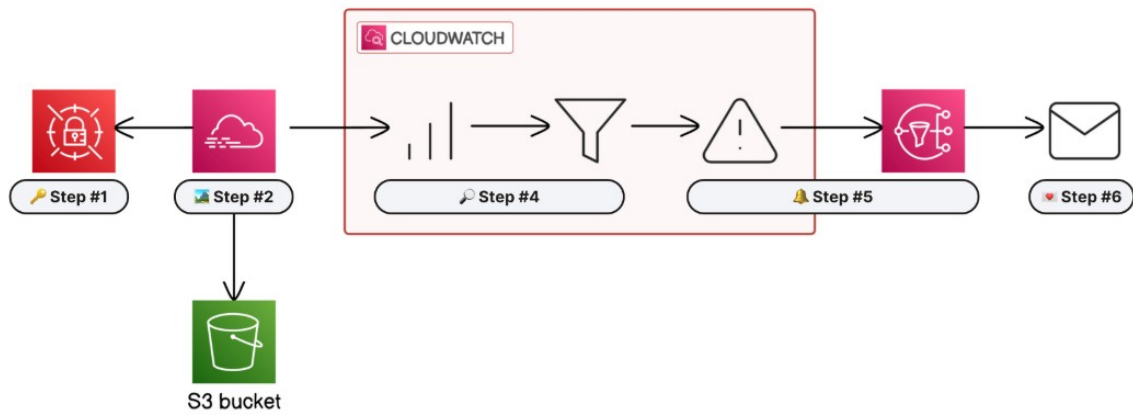 CLOUDWATCH
🔑 Step #1
🏞️ Step #2
🔎 Step #4
🔔 Step #5
💌 Step #6
S3 bucket